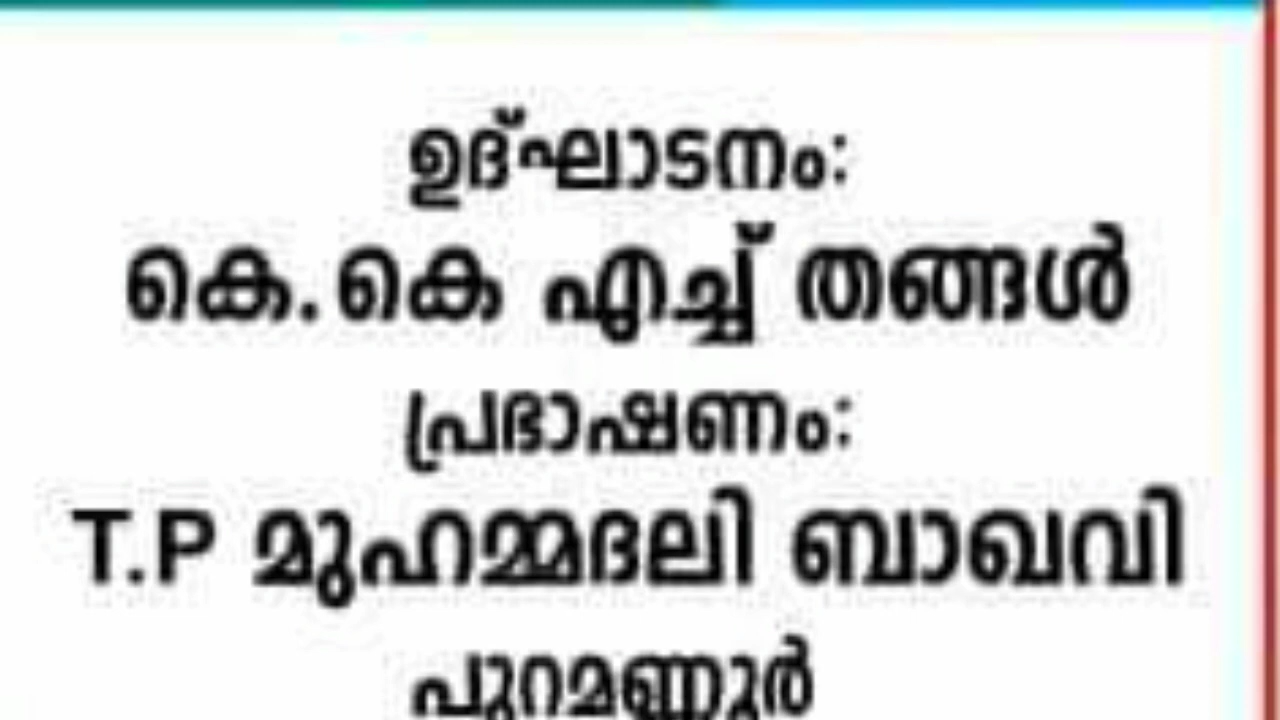 ഉദ്ഘാടനം:
കെ.കെ എച്ച് തങ്ങൾ
പ്രഭാഷണം:
T.P മുഹമ്മദലി ബാഖവി
പുറമണ്ണൂർ